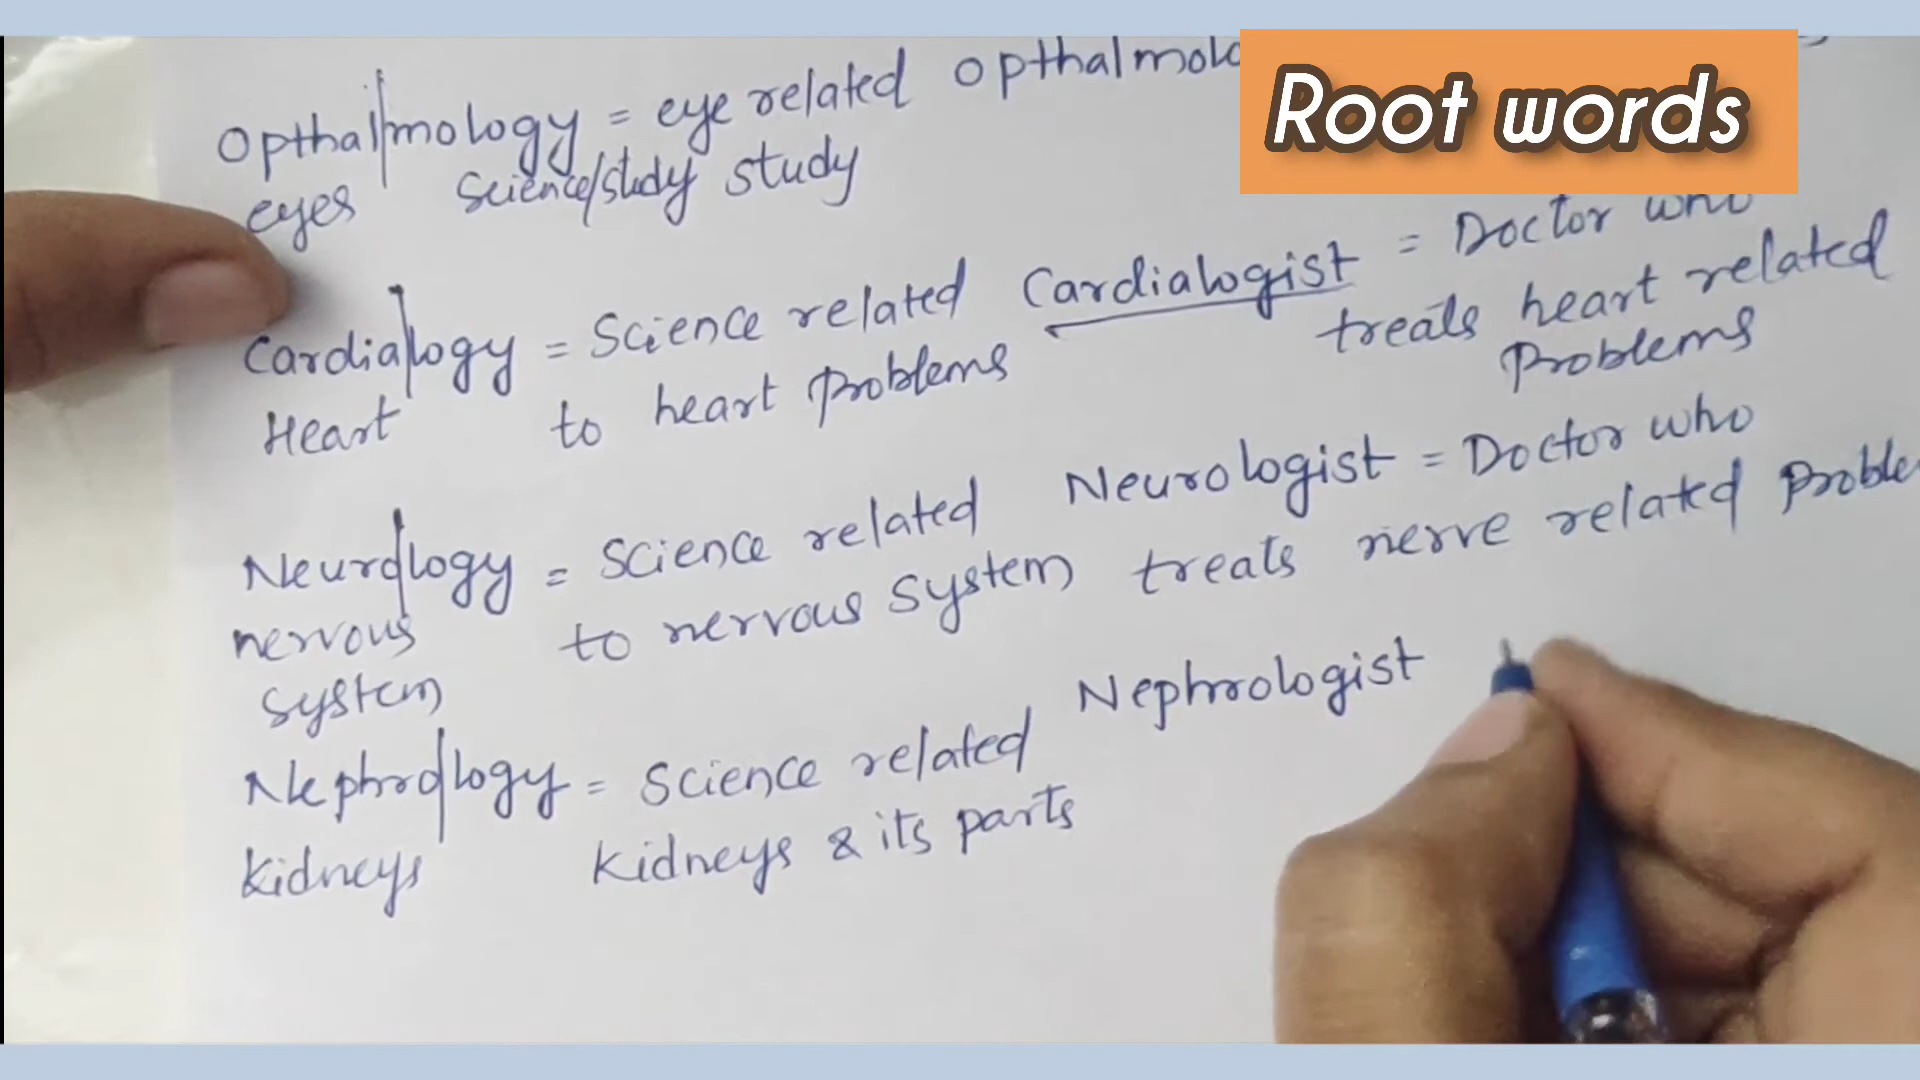 Root words
Opthalmology = eye related
eyes science/study study
Cardialogy = Science related Cardialogist = Doctor who
Heart to heart problems treats heart related
problems
Neurology = Science related Neurologist = Doctor who
nervous to nervous system treats nerve related
system
Nephrology = Science related Nephrologist
kidneys kidneys & its parts